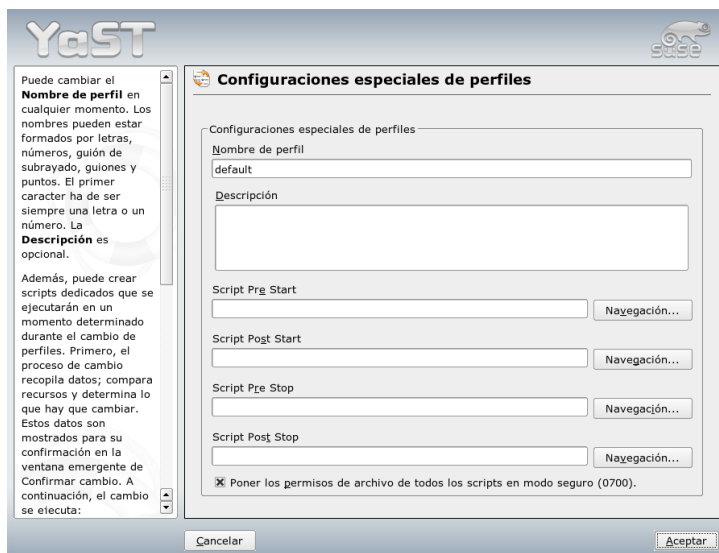 YaST
suse
Puede cambiar el
Nombre de perfil en
cualquier momento. Los
nombres pueden estar
formados por letras,
números, guión de
subrayado, guiones y
puntos. El primer
caracter ha de ser
siempre una letra o un
número. La
Descripción es
opcional.
Además, puede crear
scripts dedicados que se
ejecutarán en un
momento determinado
durante el cambio de
perfiles. Primero, el
proceso de cambio
recopila datos; compara
recursos y determina lo
que hay que cambiar.
Estos datos son
mostrados para su
confirmación en la
ventana emergente de
Confirmar cambio. A
continuación, el cambio
se ejecuta:
Configuraciones especiales de perfiles
Configuraciones especiales de perfiles
Nombre de perfil
default
Descripción
Script Pre Start
Navegación...
Script Post Start
Navegación...
Script Pre Stop
Navegación...
Script Post Stop
Navegación...
Poner los permisos de archivo de todos los scripts en modo seguro (0700).
Cancelar
Aceptar